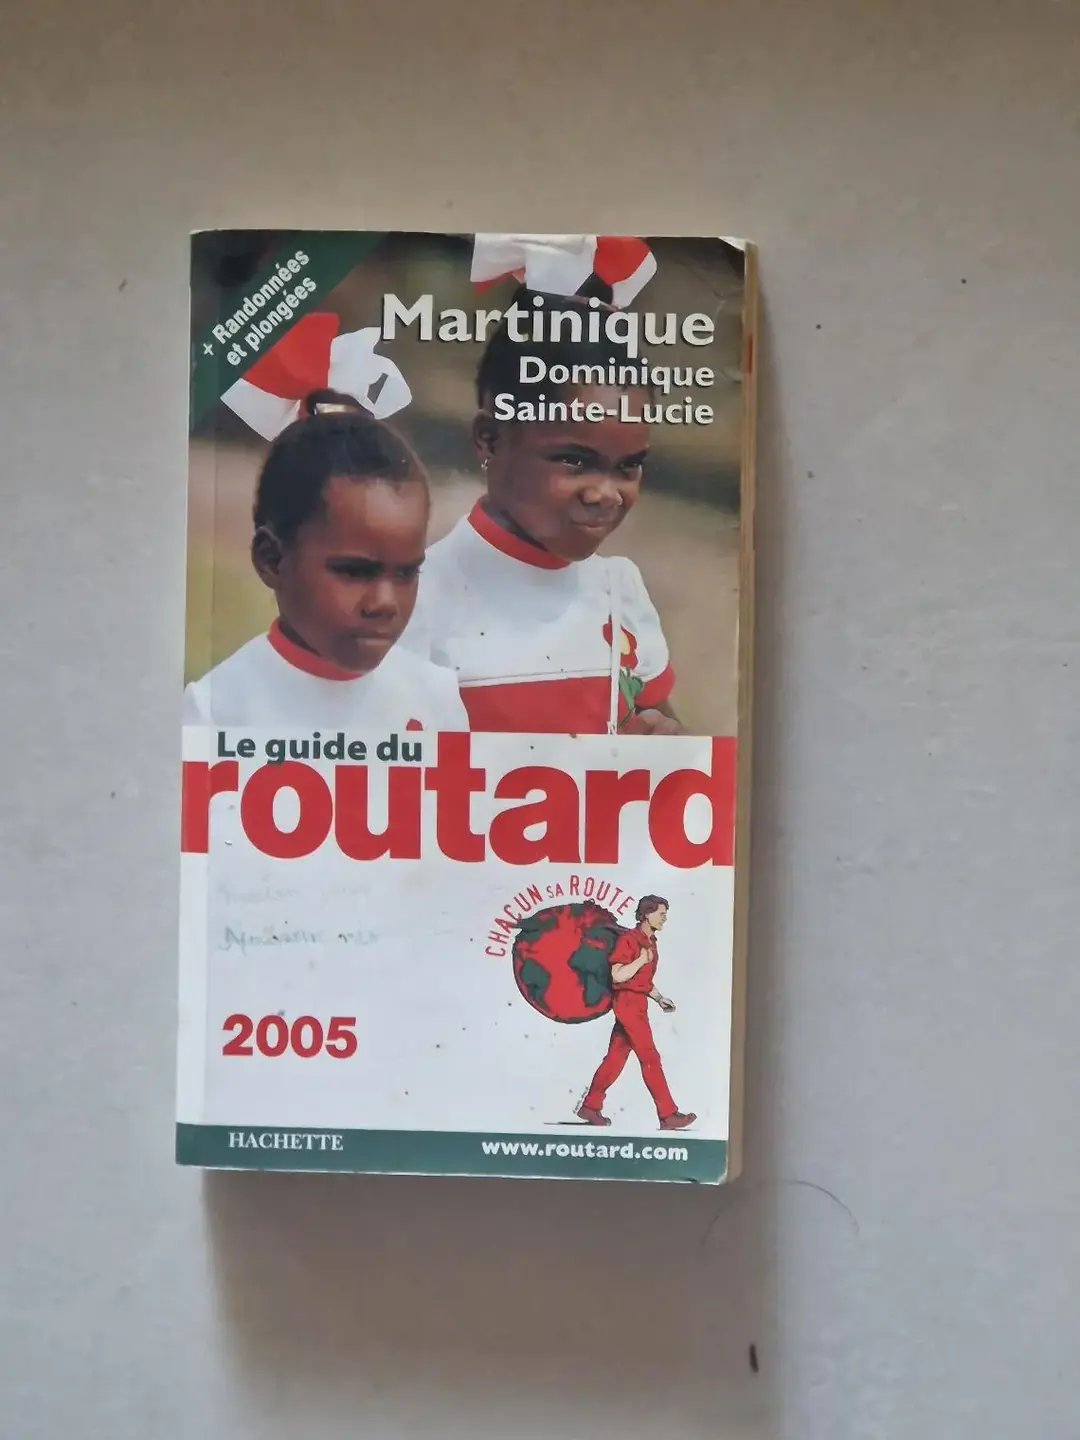 + Randonnées
et plongées
Martinique
Dominique
Sainte-Lucie
Le guide du
routard
CHACUN SA ROUTE
2005
HACHETTE
www.routard.com